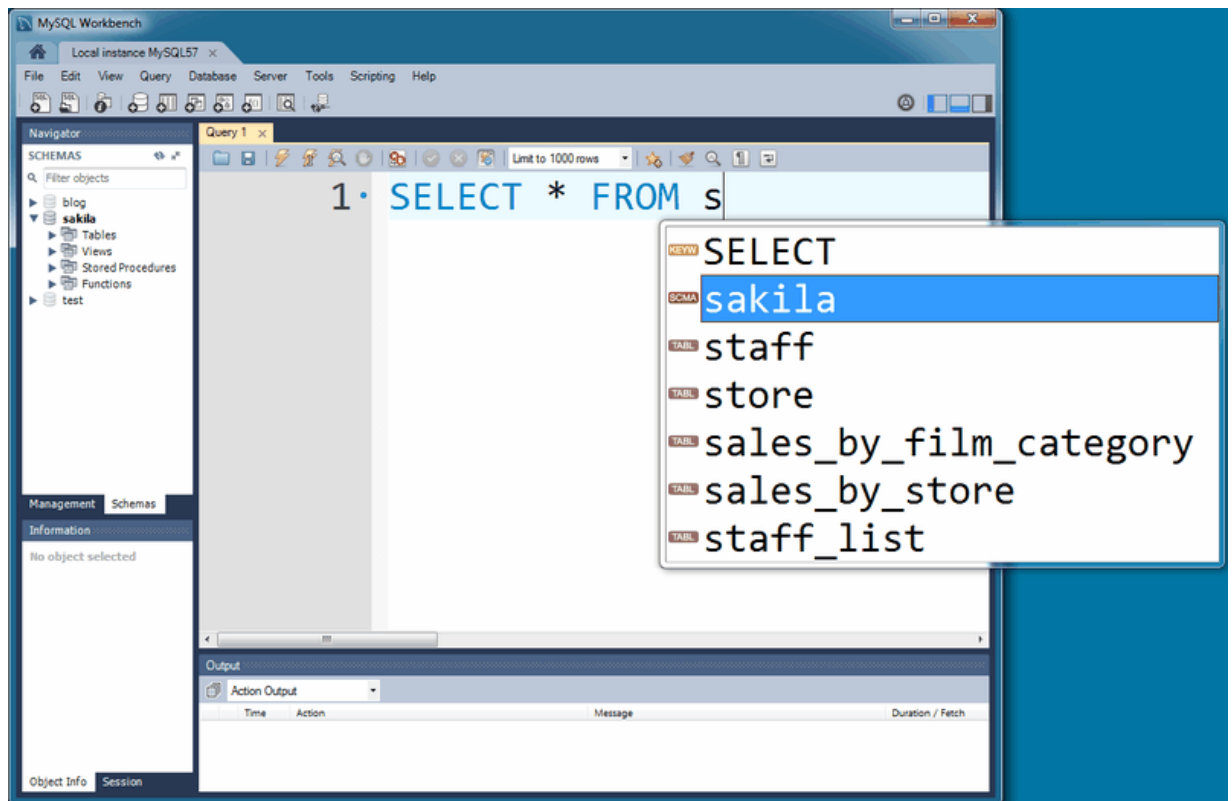 MySQL Workbench
Local instance MySQL57
File Edit View Query Database Server Tools Scripting Help
Navigator
SCHEMAS
Filter objects
blog
sakila
Tables
Views
Stored Procedures
Functions
test
Management Schemas
Information
No object selected
Object Info Session
Query 1
Limit to 1000 rows
1 SELECT * FROM s
KEYW SELECT
SCMA sakila
TABL staff
TABL store
TABL sales_by_film_category
TABL sales_by_store
TABL staff_list
Output
Action Output
Time Action Message Duration / Fetch